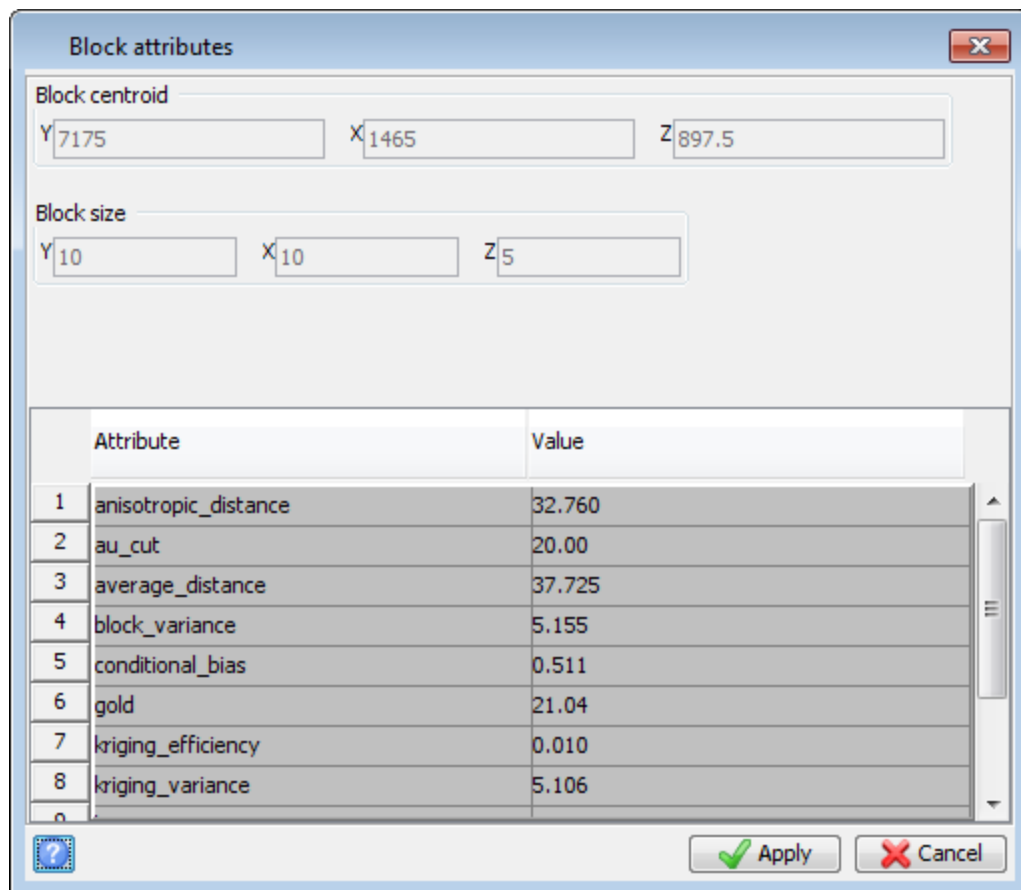 Block attributes
Block centroid
Y 7175 X 1465 Z 897.5
Block size
Y 10 X 10 Z 5
Attribute Value
1 anisotropic_distance 32.760
2 au_cut 20.00
3 average_distance 37.725
4 block_variance 5.155
5 conditional_bias 0.511
6 gold 21.04
7 kriging_efficiency 0.010
8 kriging_variance 5.106
? Apply Cancel